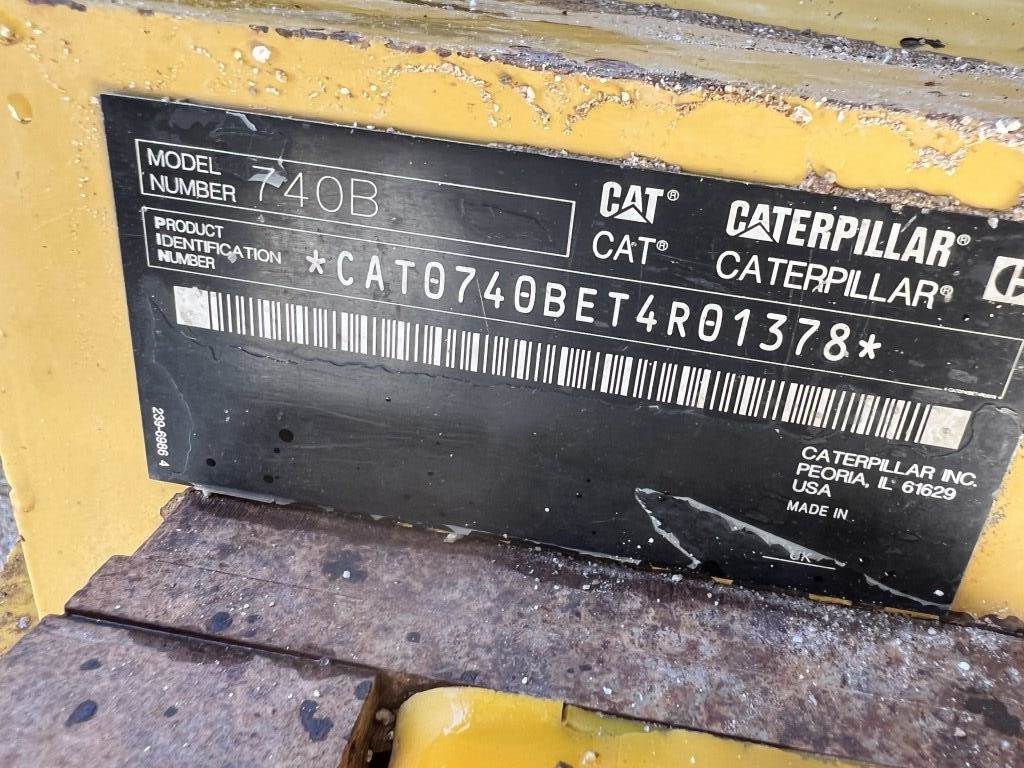 MODEL
NUMBER 740B
CAT® CATERPILLAR®
CAT® CATERPILLAR®
PRODUCT
IDENTIFICATION
NUMBER
*CAT0740BET4R01378*
239-6986 4
CATERPILLAR INC.
PEORIA, IL 61629
USA
MADE IN
UK